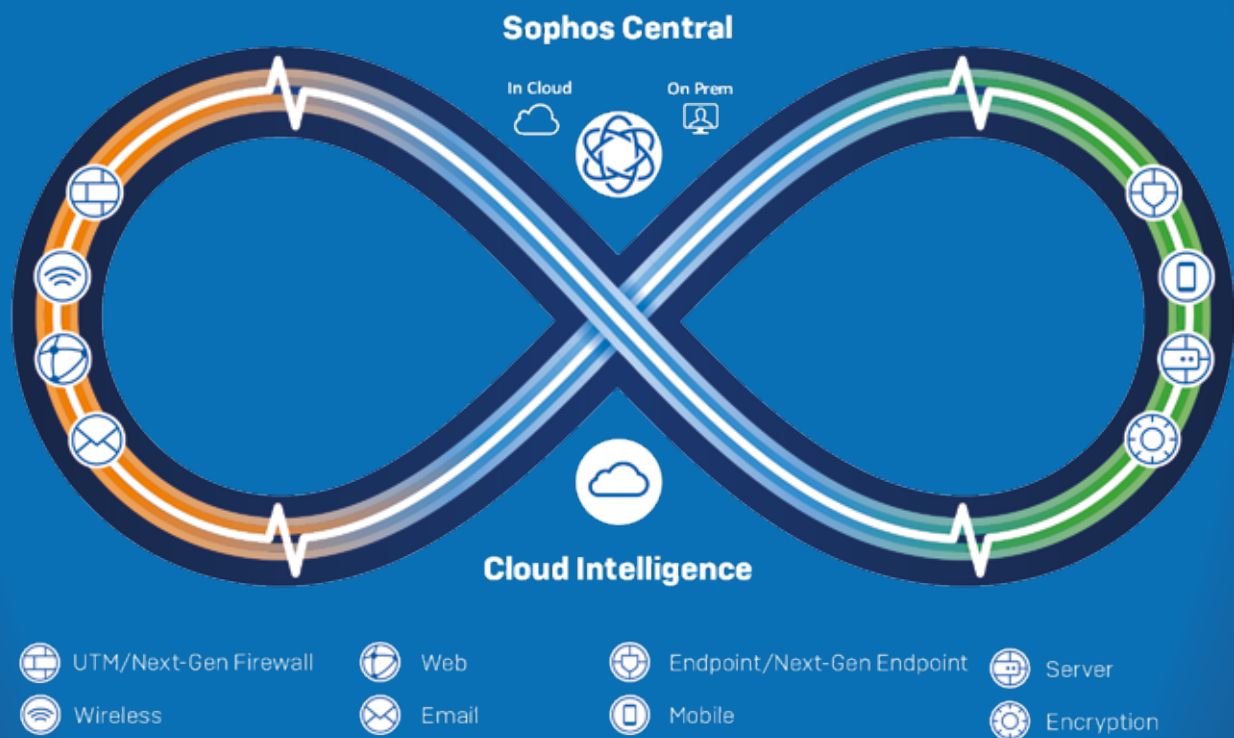 Sophos Central
In Cloud
On Prem
Cloud Intelligence
UTM/Next-Gen Firewall
Web
Endpoint/Next-Gen Endpoint
Server
Wireless
Email
Mobile
Encryption